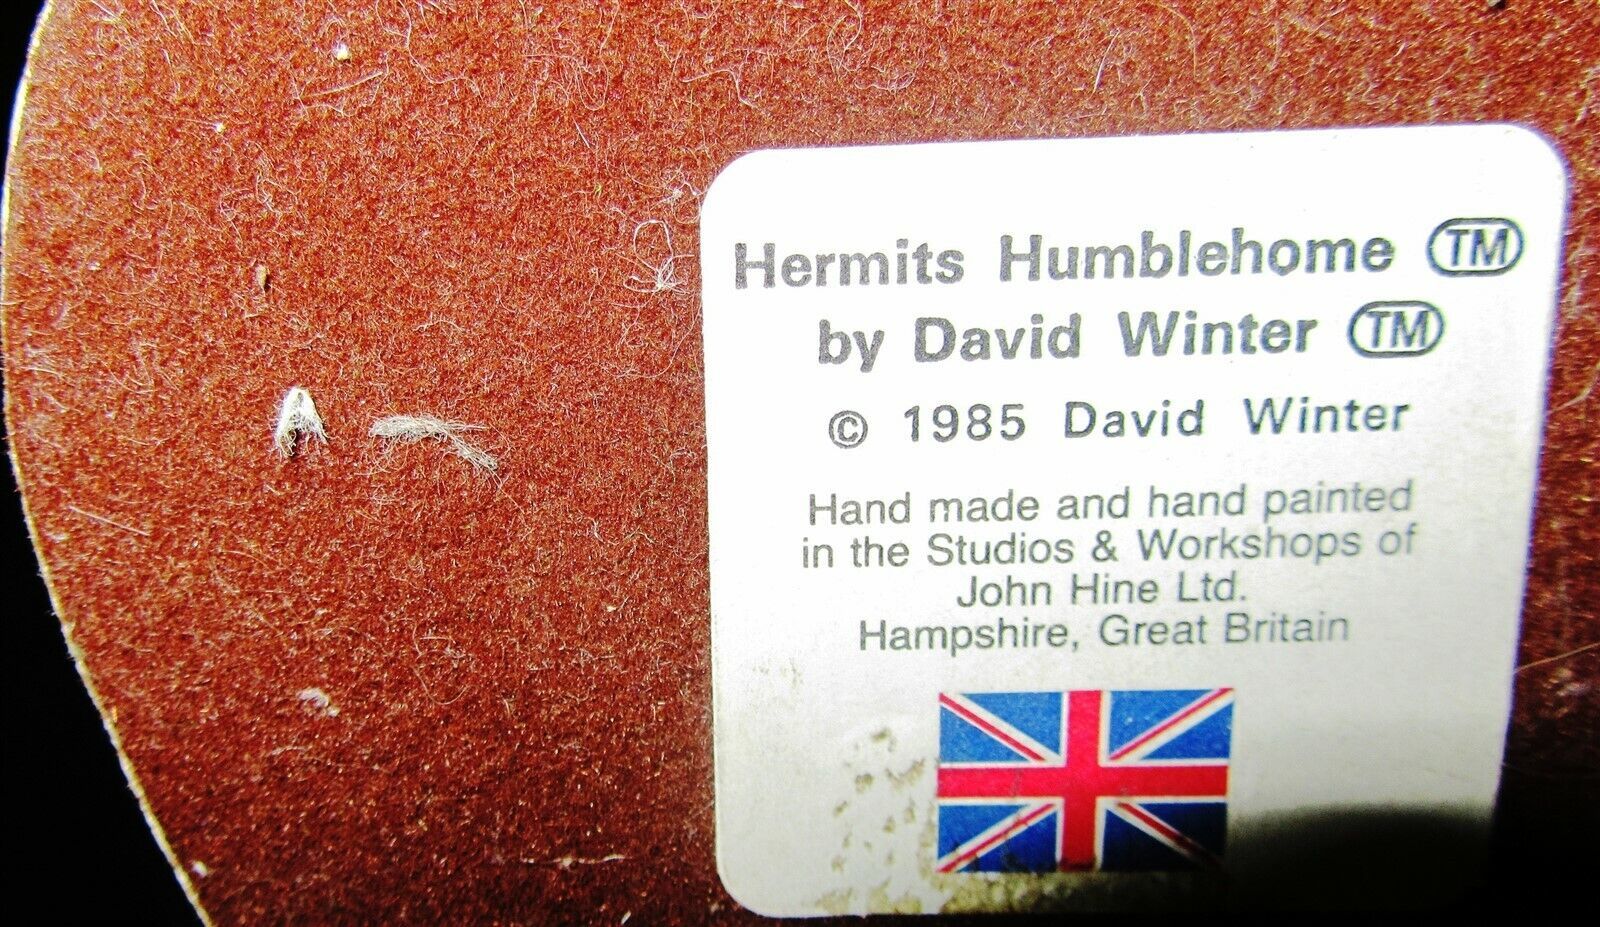 Hermits Humblehome TM
by David Winter TM
© 1985 David Winter
Hand made and hand painted
in the Studios & Workshops of
John Hine Ltd.
Hampshire, Great Britain